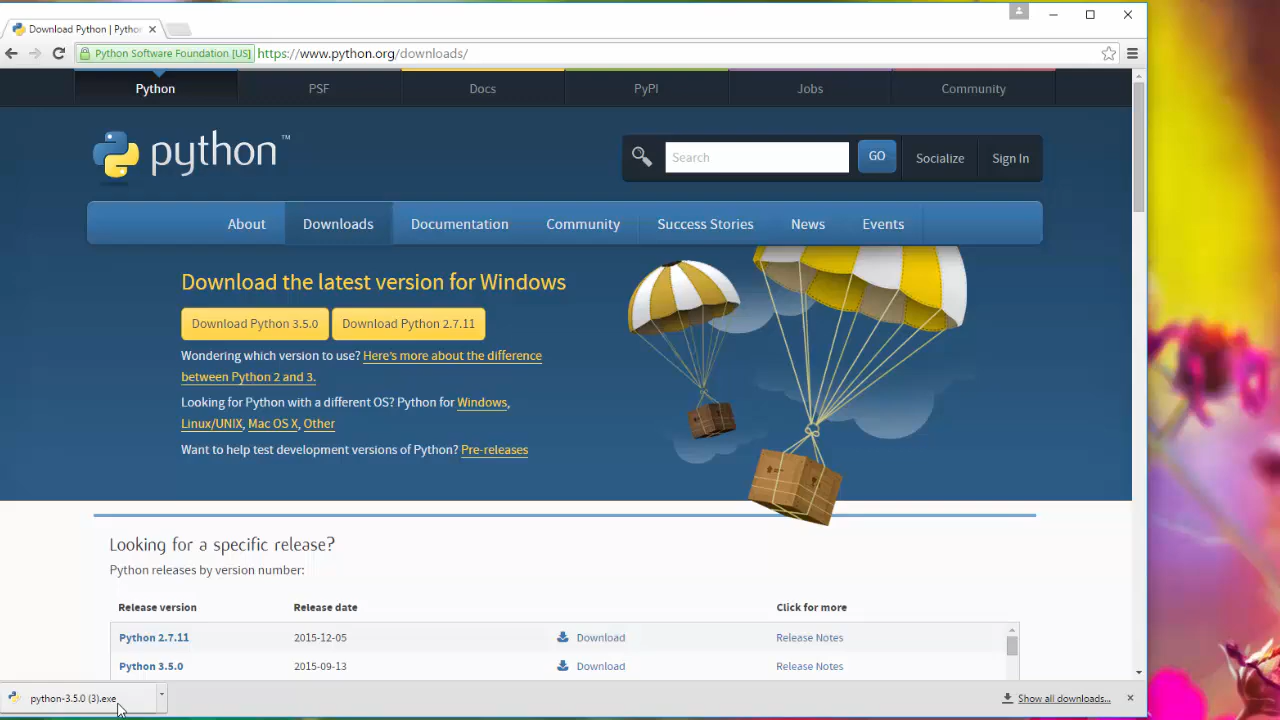 Download Python | Pytho
Python Software Foundation [US] https://www.python.org/downloads/
Python PSF Docs PyPI Jobs Community
python™
Search GO Socialize Sign In
About Downloads Documentation Community Success Stories News Events
Download the latest version for Windows
Download Python 3.5.0 Download Python 2.7.11
Wondering which version to use? Here's more about the difference
between Python 2 and 3.
Looking for Python with a different OS? Python for Windows,
Linux/UNIX, Mac OS X, Other
Want to help test development versions of Python? Pre-releases
Looking for a specific release?
Python releases by version number:
Release version Release date Click for more
Python 2.7.11 2015-12-05 Download Release Notes
Python 3.5.0 2015-09-13 Download Release Notes
python-3.5.0 (3).exe Show all downloads...